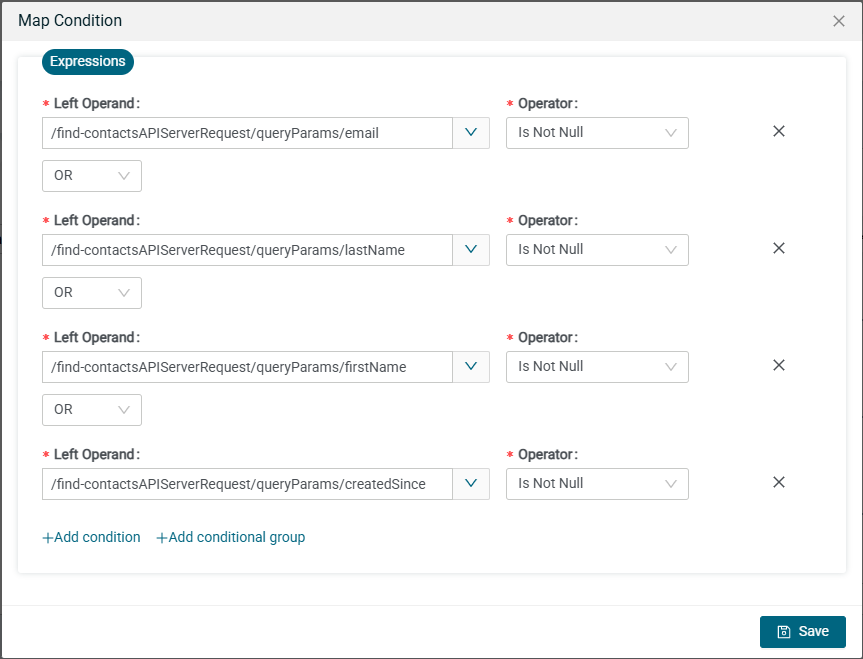 Map Condition
Expressions
* Left Operand: * Operator:
/find-contactsAPIServerRequest/queryParams/email Is Not Null
OR
* Left Operand: * Operator:
/find-contactsAPIServerRequest/queryParams/lastName Is Not Null
OR
* Left Operand: * Operator:
/find-contactsAPIServerRequest/queryParams/firstName Is Not Null
OR
* Left Operand: * Operator:
/find-contactsAPIServerRequest/queryParams/createdSince Is Not Null
+Add condition +Add conditional group
Save